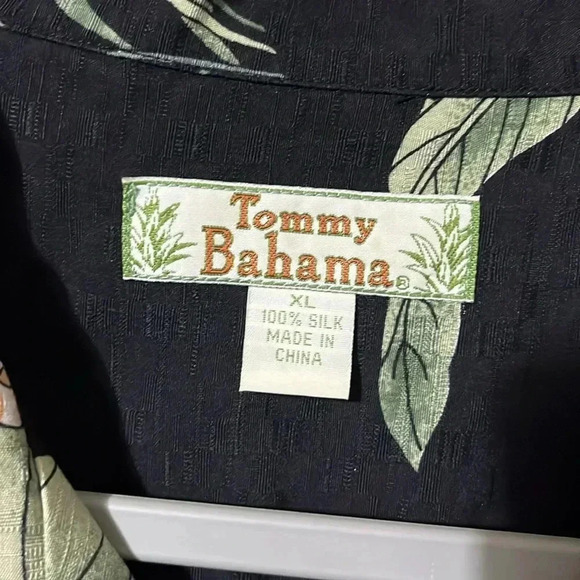 Tommy
Bahama®
XL
100% SILK
MADE IN
CHINA